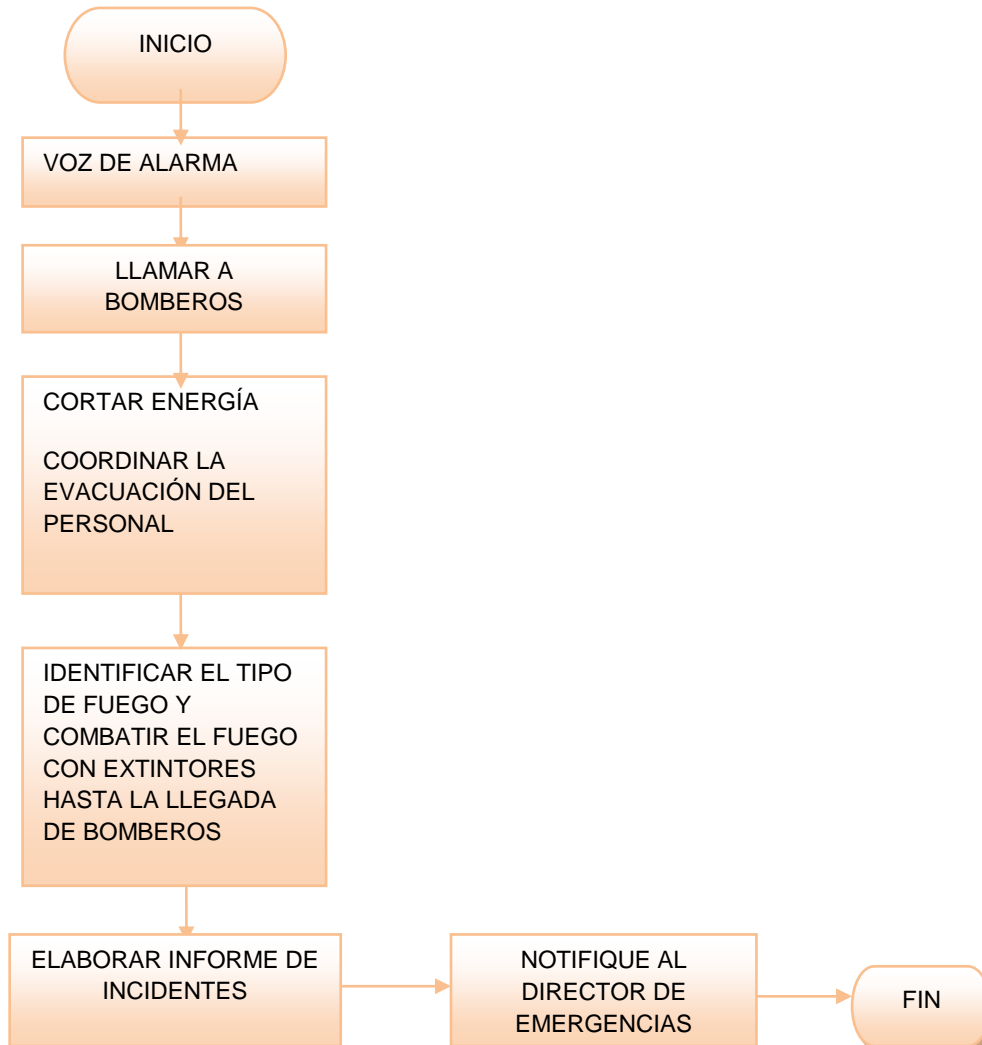 INICIO
VOZ DE ALARMA
LLAMAR A
BOMBEROS
CORTAR ENERGÍA
COORDINAR LA
EVACUACIÓN DEL
PERSONAL
IDENTIFICAR EL TIPO
DE FUEGO Y
COMBATIR EL FUEGO
CON EXTINTORES
HASTA LA LLEGADA
DE BOMBEROS
ELABORAR INFORME DE
INCIDENTES
NOTIFIQUE AL
DIRECTOR DE
EMERGENCIAS
FIN